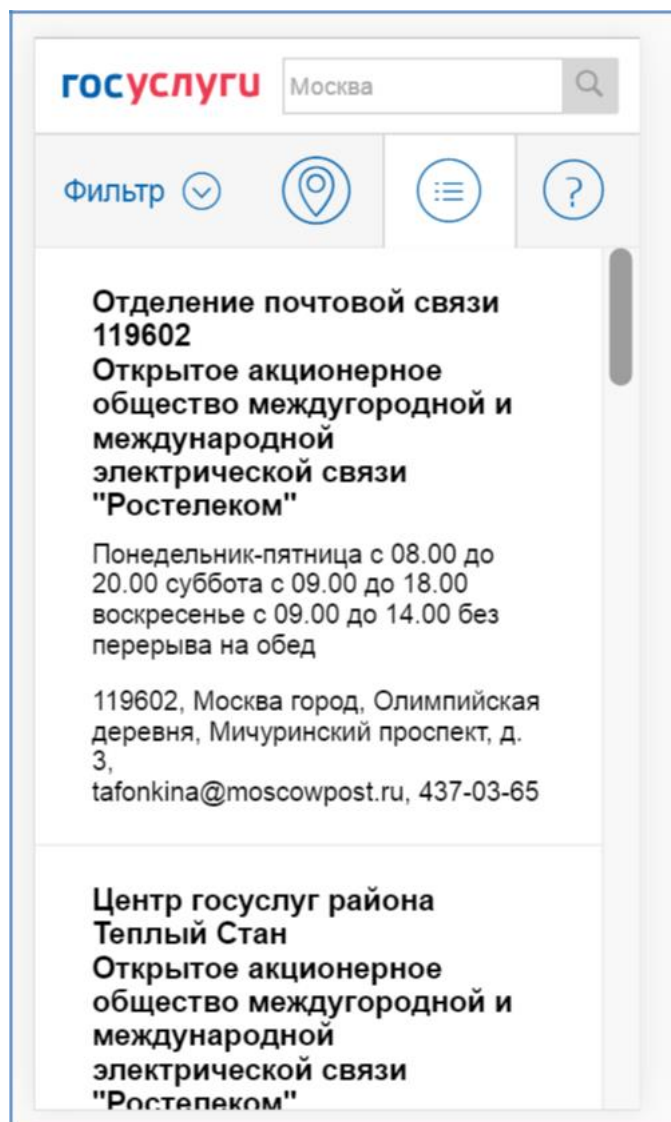 госуслуги
Москва
Фильтр
?
Отделение почтовой связи
119602
Открытое акционерное
общество междугородной и
международной
электрической связи
"Ростелеком"
Понедельник-пятница с 08.00 до
20.00 суббота с 09.00 до 18.00
воскресенье с 09.00 до 14.00 без
перерыва на обед
119602, Москва город, Олимпийская
деревня, Мичуринский проспект, д.
3,
tafonkina@moscowpost.ru, 437-03-65
Центр госуслуг района
Теплый Стан
Открытое акционерное
общество междугородной и
международной
электрической связи
"Ростелеком"